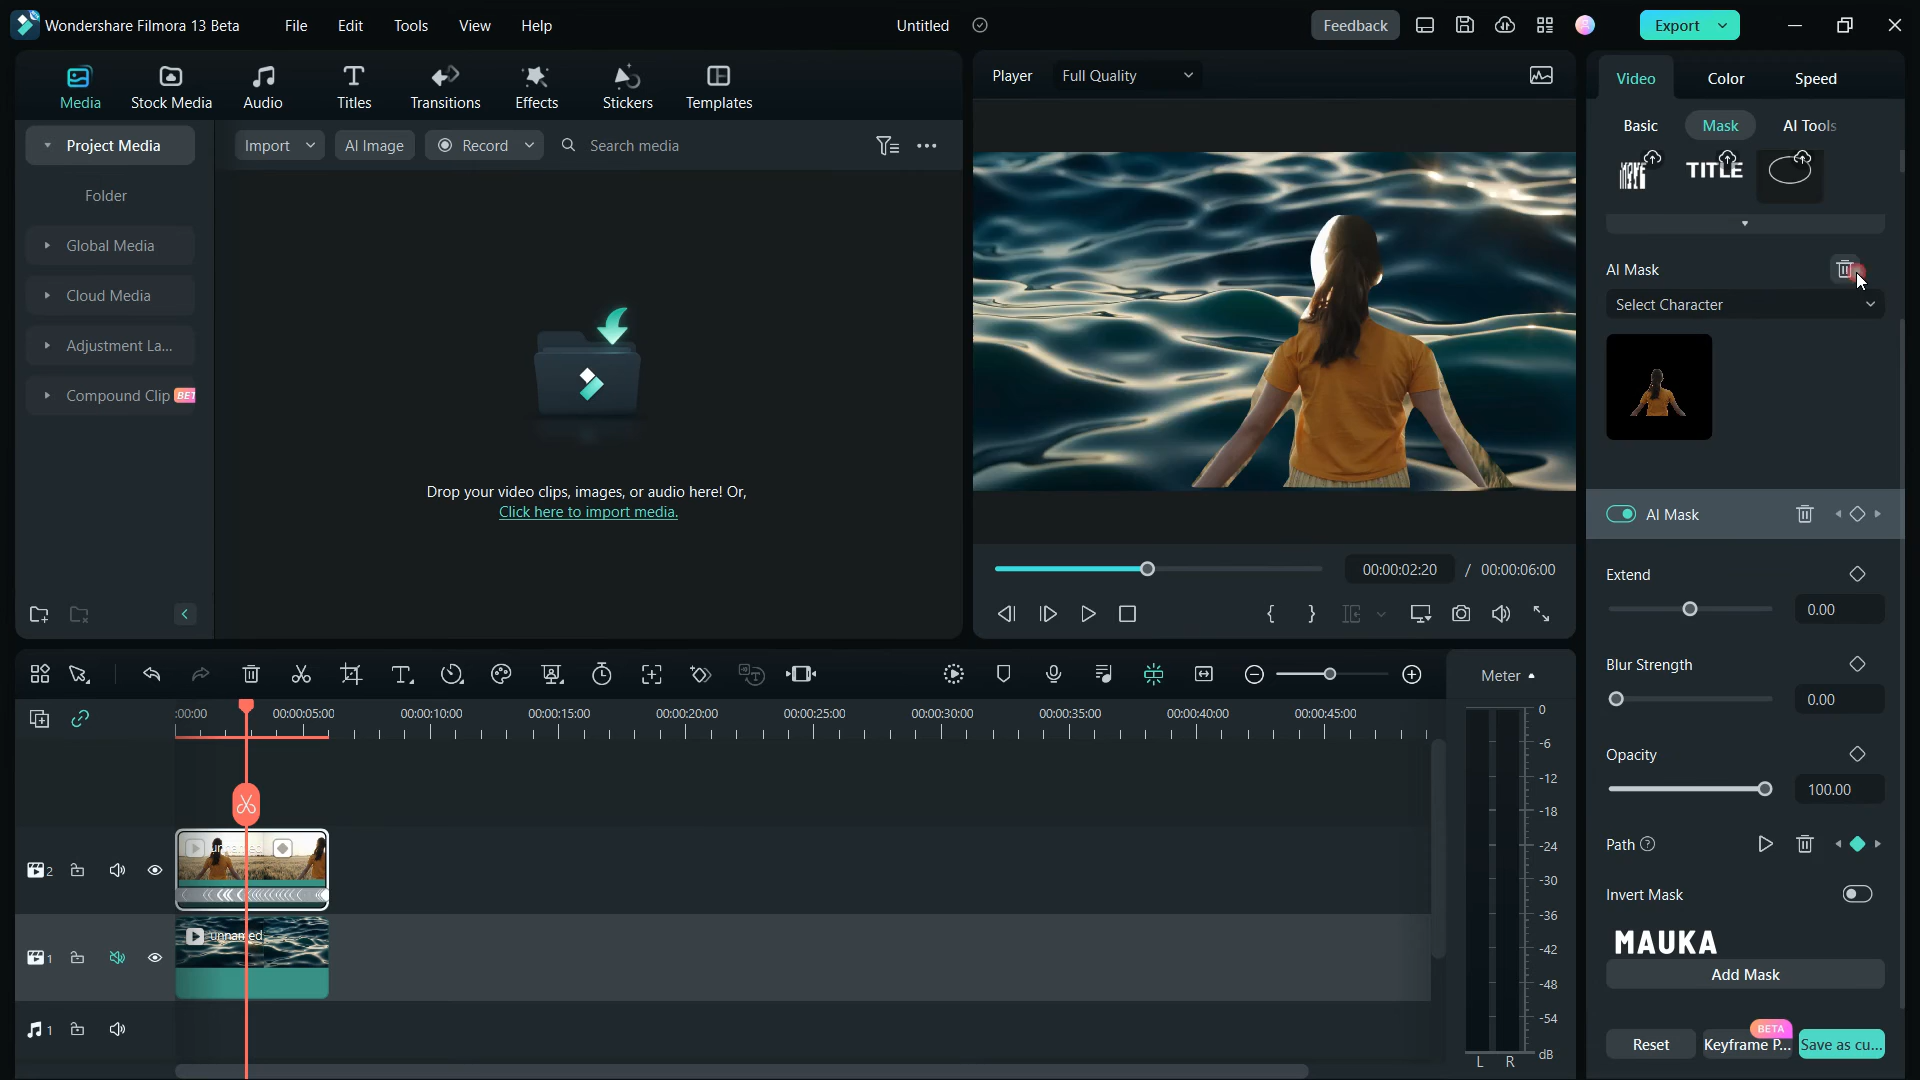 Wondershare Filmora 13 Beta
File
Edit
Tools
View
Help
Untitled
Feedback
Export
Media
Stock Media
Audio
Titles
Transitions
Effects
Stickers
Templates
Project Media
Folder
Global Media
Cloud Media
Adjustment La...
Compound Clip
Import
AI Image
Record
Search media
Drop your video clips, images, or audio here! Or,
Click here to import media.
Player
Full Quality
00:00:02:20 / 00:00:06:00
Video
Color
Speed
Basic
Mask
AI Tools
TITLE
AI Mask
Select Character
AI Mask
Extend
0.00
Blur Strength
0.00
Opacity
100.00
Path
Invert Mask
MAUKA
Add Mask
BETA
Reset
Keyframe P...
Save as cu...
:00:00
00:00:05:00
00:00:10:00
00:00:15:00
00:00:20:00
00:00:25:00
00:00:30:00
00:00:35:00
00:00:40:00
00:00:45:00
2
1
unnamed
1
Meter
0
-6
-12
-18
-24
-30
-36
-42
-48
-54
dB
L
R